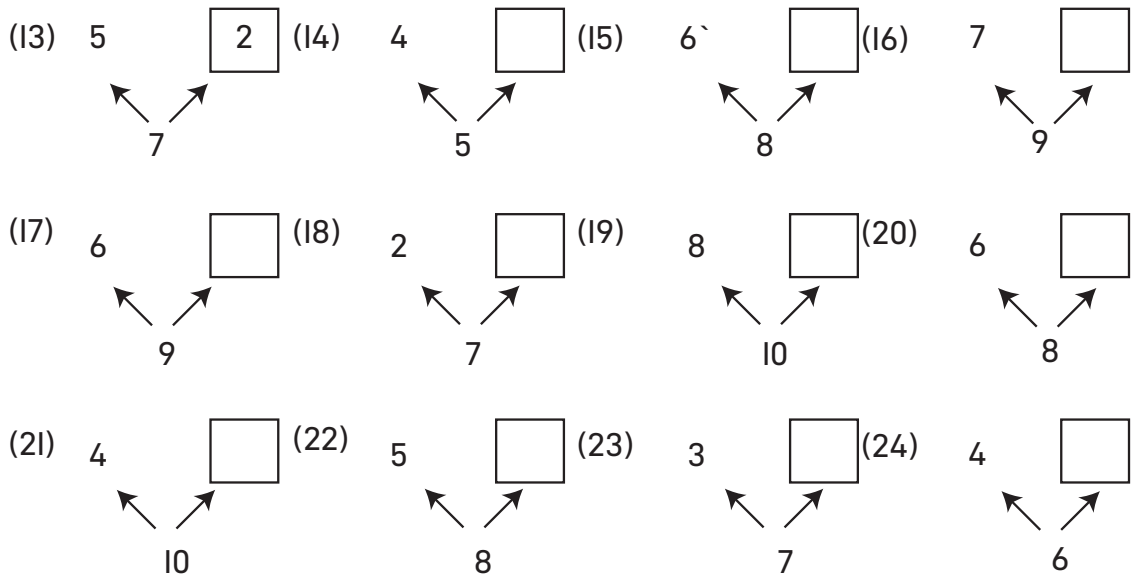 (13) 5 2 (14) 4 (15) 6` (16) 7
7 5 8 9
(17) 6 (18) 2 (19) 8 (20) 6
9 7 10 8
(21) 4 (22) 5 (23) 3 (24) 4
10 8 7 6